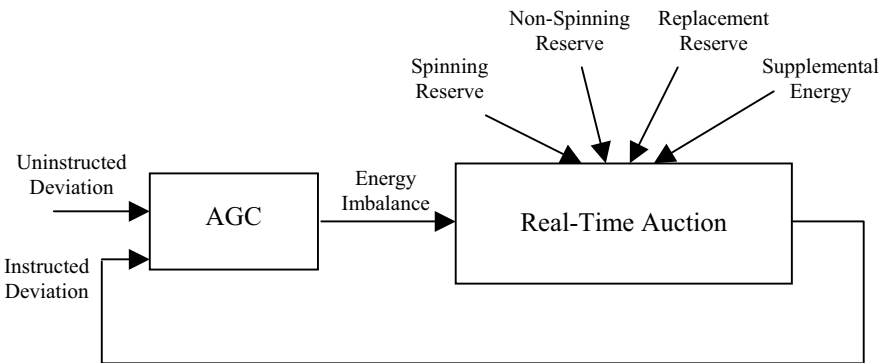 Non-Spinning
Reserve
Replacement
Reserve
Spinning
Reserve
Supplemental
Energy
Uninstructed
Deviation
AGC
Energy
Imbalance
Real-Time Auction
Instructed
Deviation